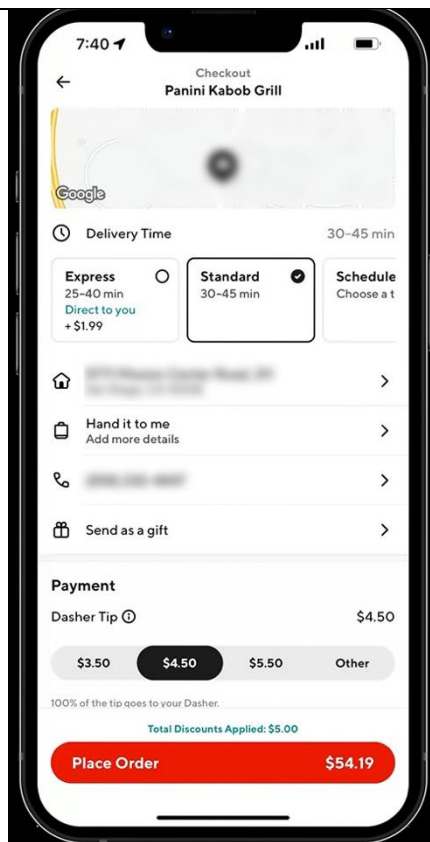 7:40
Checkout
Panini Kabob Grill
Google
Delivery Time 30-45 min
Express Standard Schedule
25-40 min 30-45 min Choose a t
Direct to you
+ $1.99
Hand it to me
Add more details
Send as a gift
Payment
Dasher Tip $4.50
$3.50 $4.50 $5.50 Other
100% of the tip goes to your Dasher.
Total Discounts Applied: $5.00
Place Order $54.19